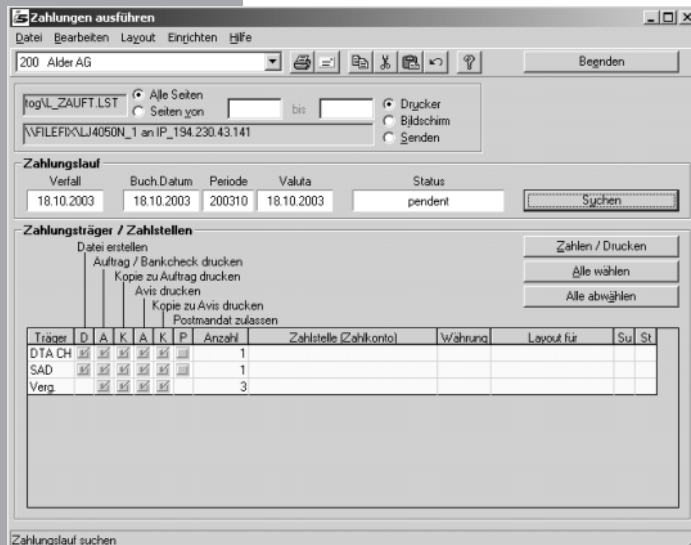 Zahlungen ausführen
Datei Bearbeiten Layout Einrichten Hilfe
200 Alder AG
Beenden
tog\L_ZAUFT.LST
Alle Seiten
Seiten von bis
Drucker
Bildschirm
Senden
\\FILEFIX\LJ4050N_1 an IP_194.230.43.141
Zahlungslauf
Verfall Buch.Datum Periode Valuta Status
18.10.2003 18.10.2003 200310 18.10.2003 pendent Suchen
Zahlungsträger / Zahlstellen
Datei erstellen
Auftrag / Bankcheck drucken
Kopie zu Auftrag drucken
Avis drucken
Kopie zu Avis drucken
Postmandat zulassen
Zahlen / Drucken
Alle wählen
Alle abwählen
Träger D A K A K P Anzahl Zahlstelle (Zahlkonto) Währung Layout für Su St
DTA CH 1
SAD 1
Verg. 3
Zahlungslauf suchen